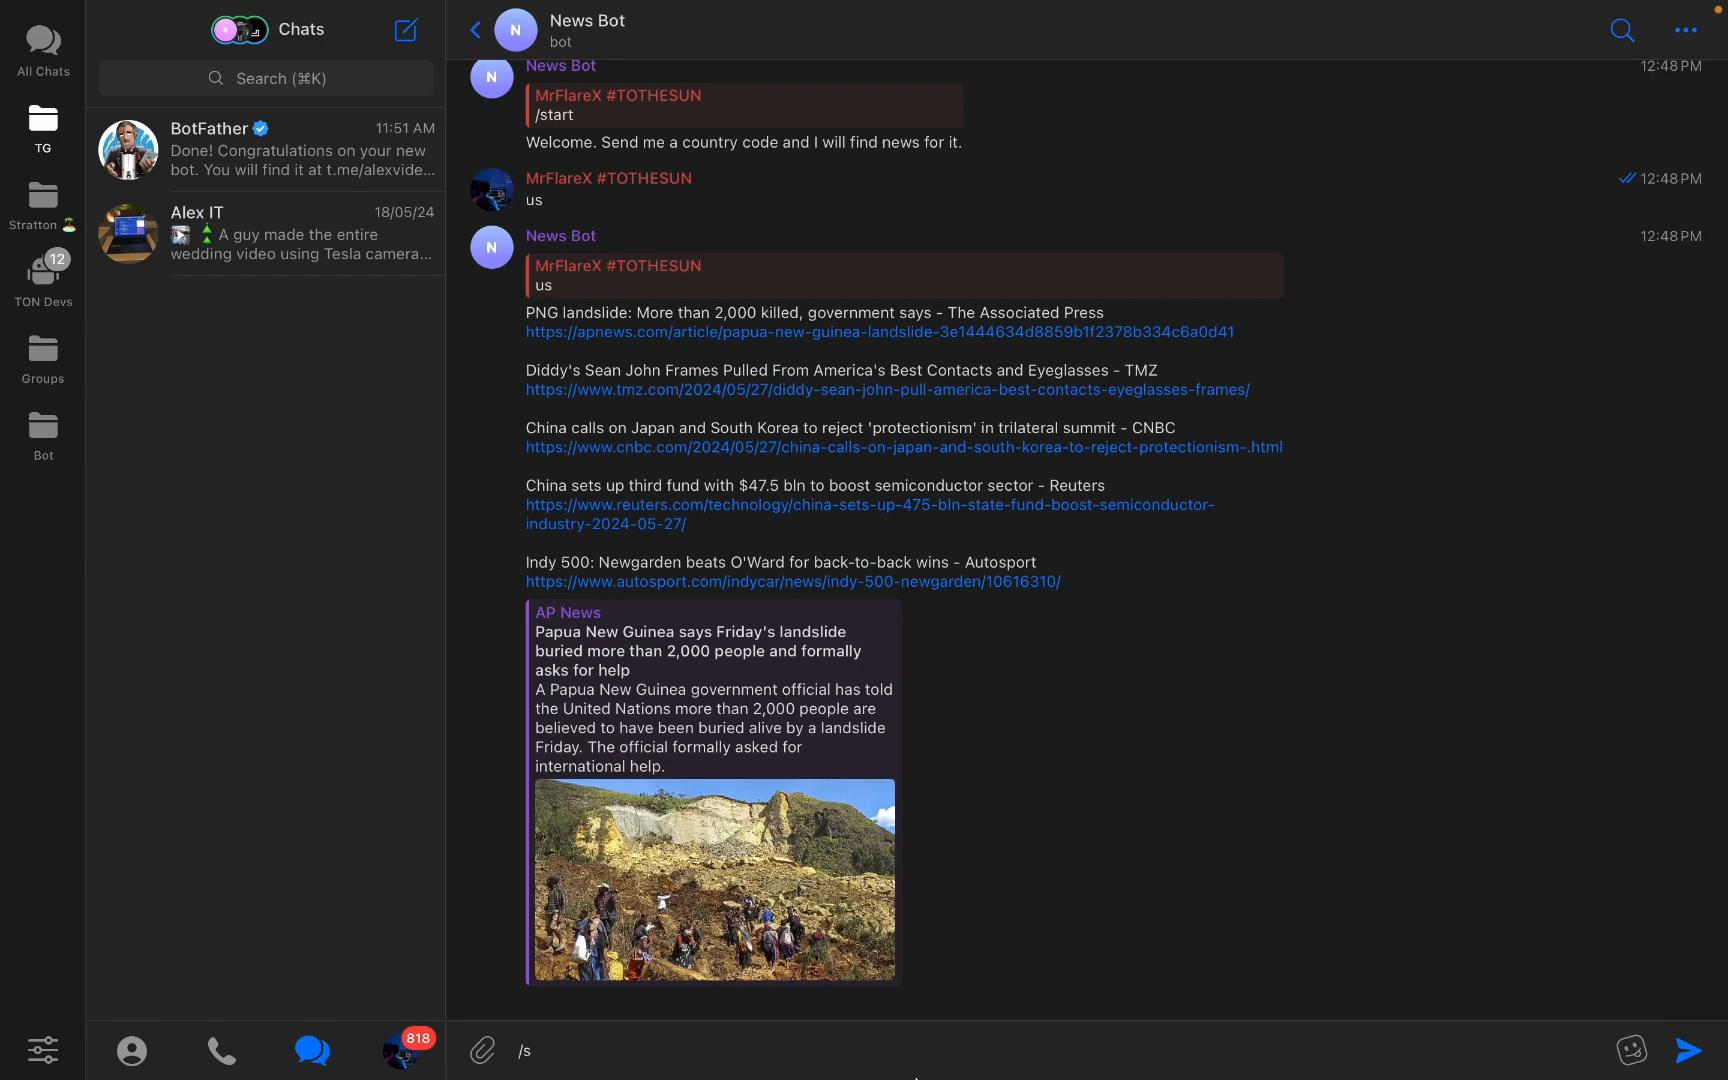 All Chats
TG
Stratton 🏝️
12
TON Devs
Groups
Bot
Chats
Search (⌘K)
BotFather
11:51 AM
Done! Congratulations on your new
bot. You will find it at t.me/alexvide...
Alex IT
18/05/24
A guy made the entire
wedding video using Tesla camera...
818
N
News Bot
bot
N
News Bot
12:48 PM
MrFlareX #TOTHESUN
/start
Welcome. Send me a country code and I will find news for it.
MrFlareX #TOTHESUN
12:48 PM
us
N
News Bot
12:48 PM
MrFlareX #TOTHESUN
us
PNG landslide: More than 2,000 killed, government says - The Associated Press
https://apnews.com/article/papua-new-guinea-landslide-3e1444634d8859b1f2378b334c6a0d41
Diddy's Sean John Frames Pulled From America's Best Contacts and Eyeglasses - TMZ
https://www.tmz.com/2024/05/27/diddy-sean-john-pull-america-best-contacts-eyeglasses-frames/
China calls on Japan and South Korea to reject 'protectionism' in trilateral summit - CNBC
https://www.cnbc.com/2024/05/27/china-calls-on-japan-and-south-korea-to-reject-protectionism-.html
China sets up third fund with $47.5 bln to boost semiconductor sector - Reuters
https://www.reuters.com/technology/china-sets-up-475-bln-state-fund-boost-semiconductor-
industry-2024-05-27/
Indy 500: Newgarden beats O'Ward for back-to-back wins - Autosport
https://www.autosport.com/indycar/news/indy-500-newgarden/10616310/
AP News
Papua New Guinea says Friday's landslide
buried more than 2,000 people and formally
asks for help
A Papua New Guinea government official has told
the United Nations more than 2,000 people are
believed to have been buried alive by a landslide
Friday. The official formally asked for
international help.
/s